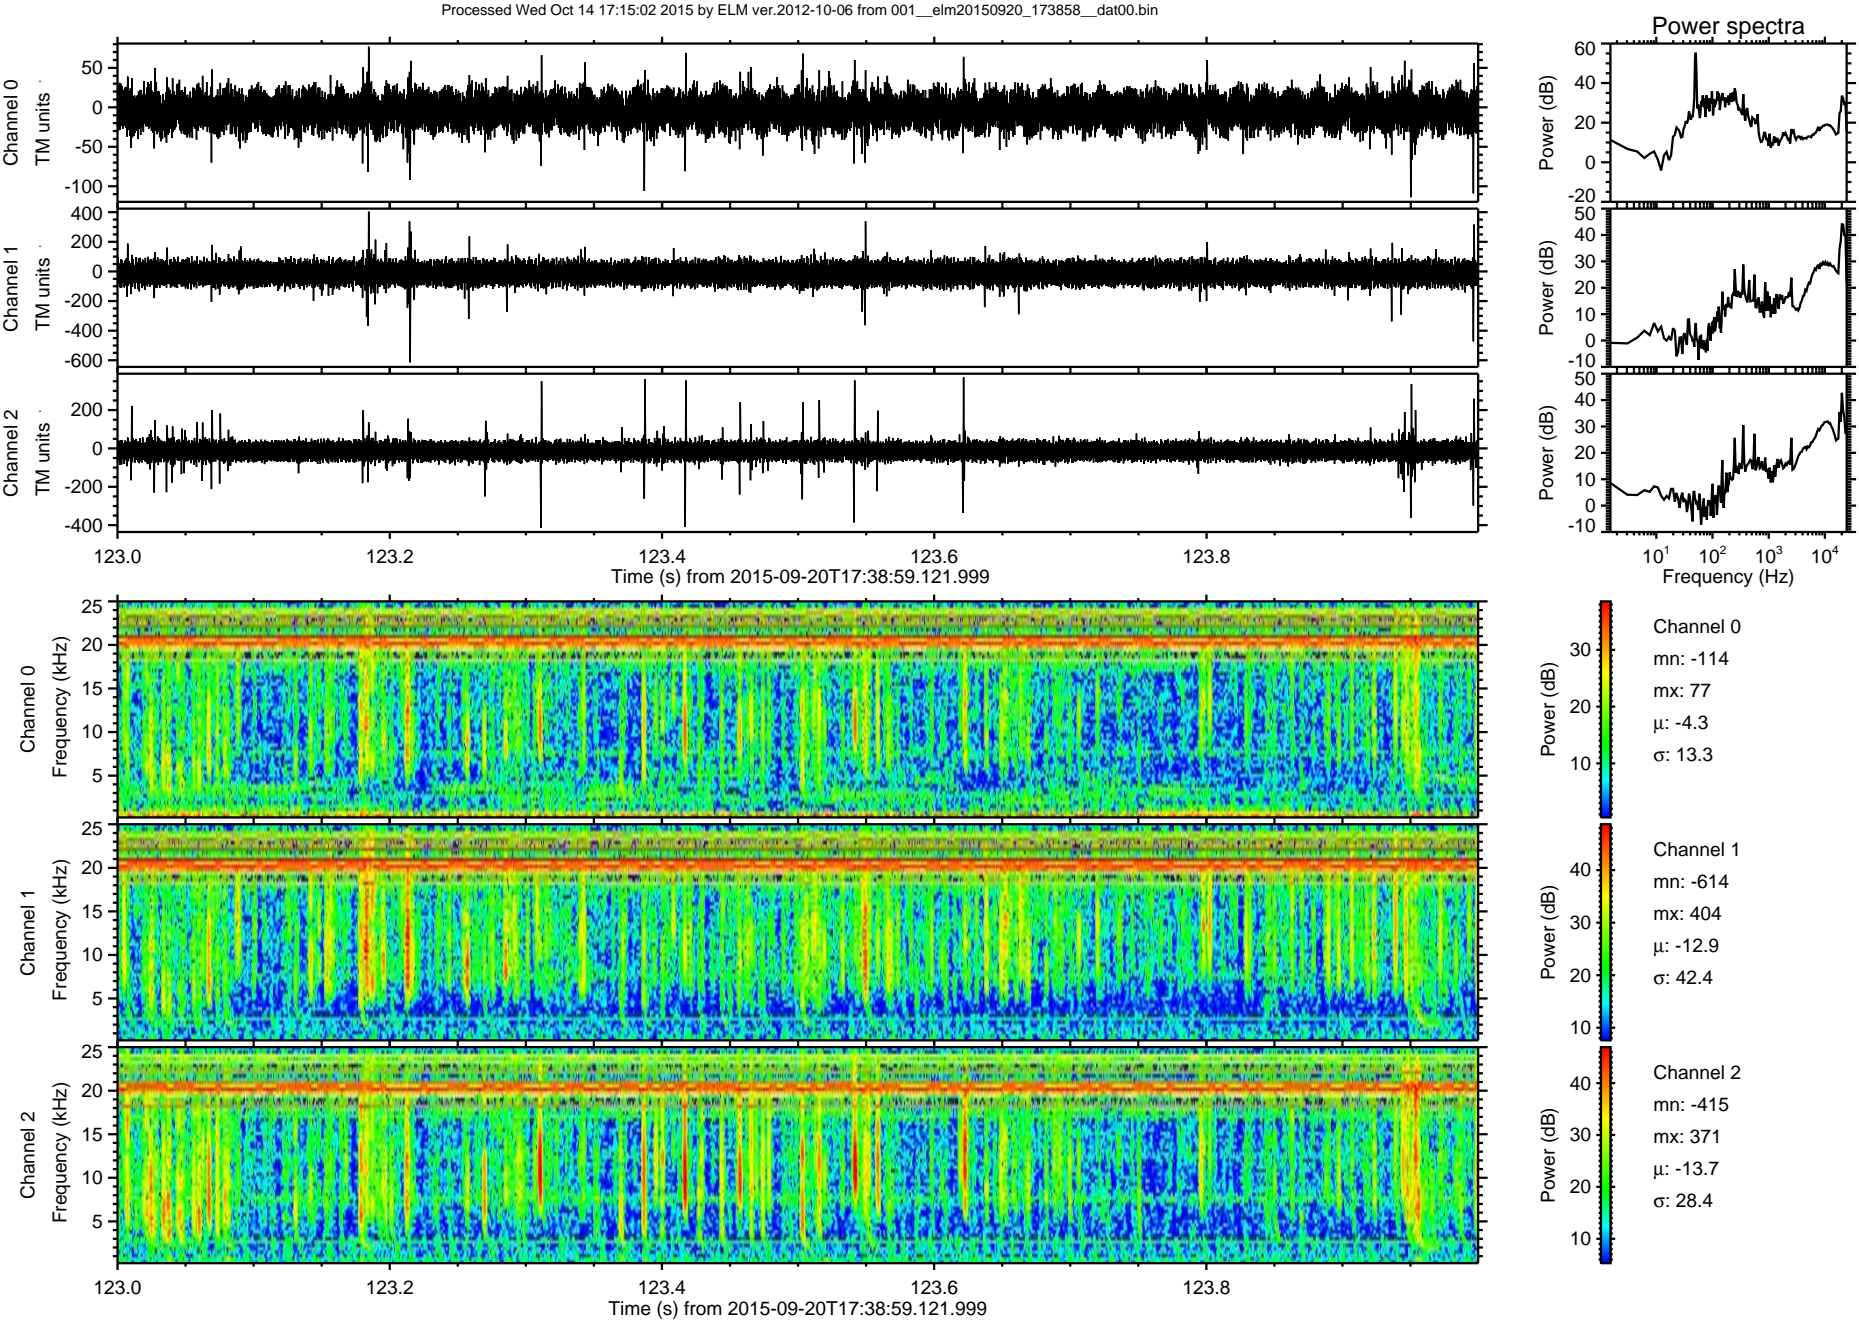 Processed Wed Oct 14 17:15:02 2015 by ELM ver.2012-10-06 from 001__elm20150920_173858__dat00.bin
Power spectra
Channel 0
TM units
50
0
-50
-100
Power (dB)
60
40
20
0
-20
Channel 1
TM units
400
200
0
-200
-400
-600
Power (dB)
50
40
30
20
10
0
-10
Channel 2
TM units
200
0
-200
-400
Power (dB)
50
40
30
20
10
0
-10
123.0 123.2 123.4 123.6 123.8
Time (s) from 2015-09-20T17:38:59.121.999
10¹ 10² 10³ 10⁴
Frequency (Hz)
Channel 0
Frequency (kHz)
25
20
15
10
5
Power (dB)
30
20
10
Channel 0
mn: -114
mx: 77
µ: -4.3
σ: 13.3
Channel 1
Frequency (kHz)
25
20
15
10
5
Power (dB)
40
30
20
10
Channel 1
mn: -614
mx: 404
µ: -12.9
σ: 42.4
Channel 2
Frequency (kHz)
25
20
15
10
5
Power (dB)
40
30
20
10
Channel 2
mn: -415
mx: 371
µ: -13.7
σ: 28.4
123.0 123.2 123.4 123.6 123.8
Time (s) from 2015-09-20T17:38:59.121.999